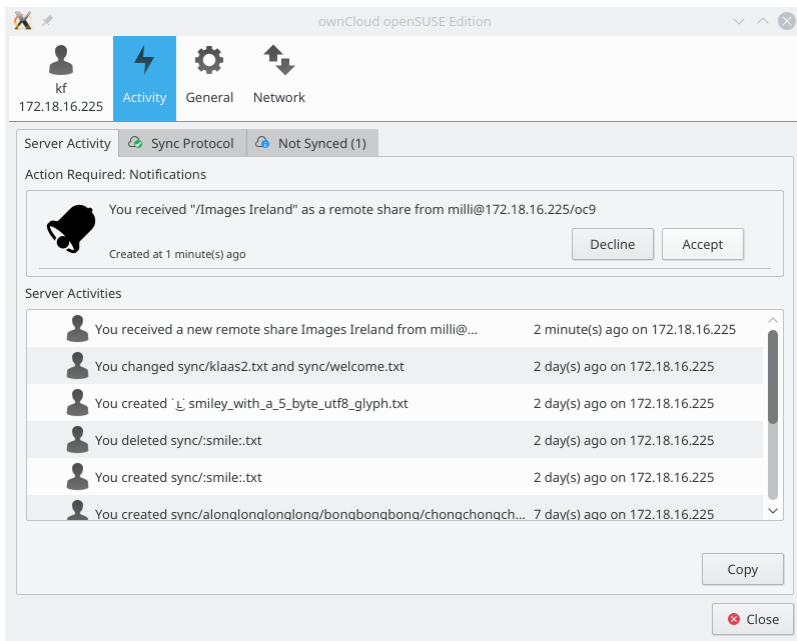 ownCloud openSUSE Edition
kf
172.18.16.225
Activity
General
Network
Server Activity
Sync Protocol
Not Synced (1)
Action Required: Notifications
You received "/Images Ireland" as a remote share from milli@172.18.16.225/oc9
Created at 1 minute(s) ago
Decline
Accept
Server Activities
You received a new remote share Images Ireland from milli@... 2 minute(s) ago on 172.18.16.225
You changed sync/klaas2.txt and sync/welcome.txt 2 day(s) ago on 172.18.16.225
You created smiley_with_a_5_byte_utf8_glyph.txt 2 day(s) ago on 172.18.16.225
You deleted sync/:smile:.txt 2 day(s) ago on 172.18.16.225
You created sync/:smile:.txt 2 day(s) ago on 172.18.16.225
You created sync/alonglonglonglong/bongbongbong/chongchongch... 7 day(s) ago on 172.18.16.225
Copy
Close